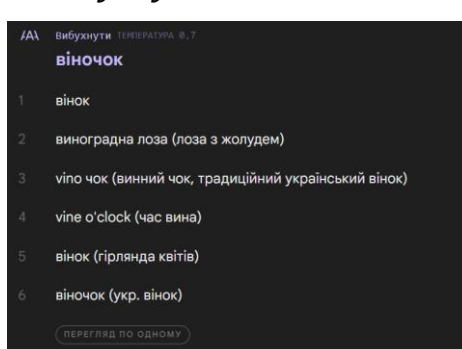 /A\ Вибухнути ТЕМПЕРАТУРА 0,7
віночок
1 вінок
2 виноградна лоза (лоза з жолудем)
3 vino чок (винний чок, традиційний український вінок)
4 vine o'clock (час вина)
5 вінок (гірлянда квітів)
6 віночок (укр. вінок)
ПЕРЕГЛЯД ПО ОДНОМУ